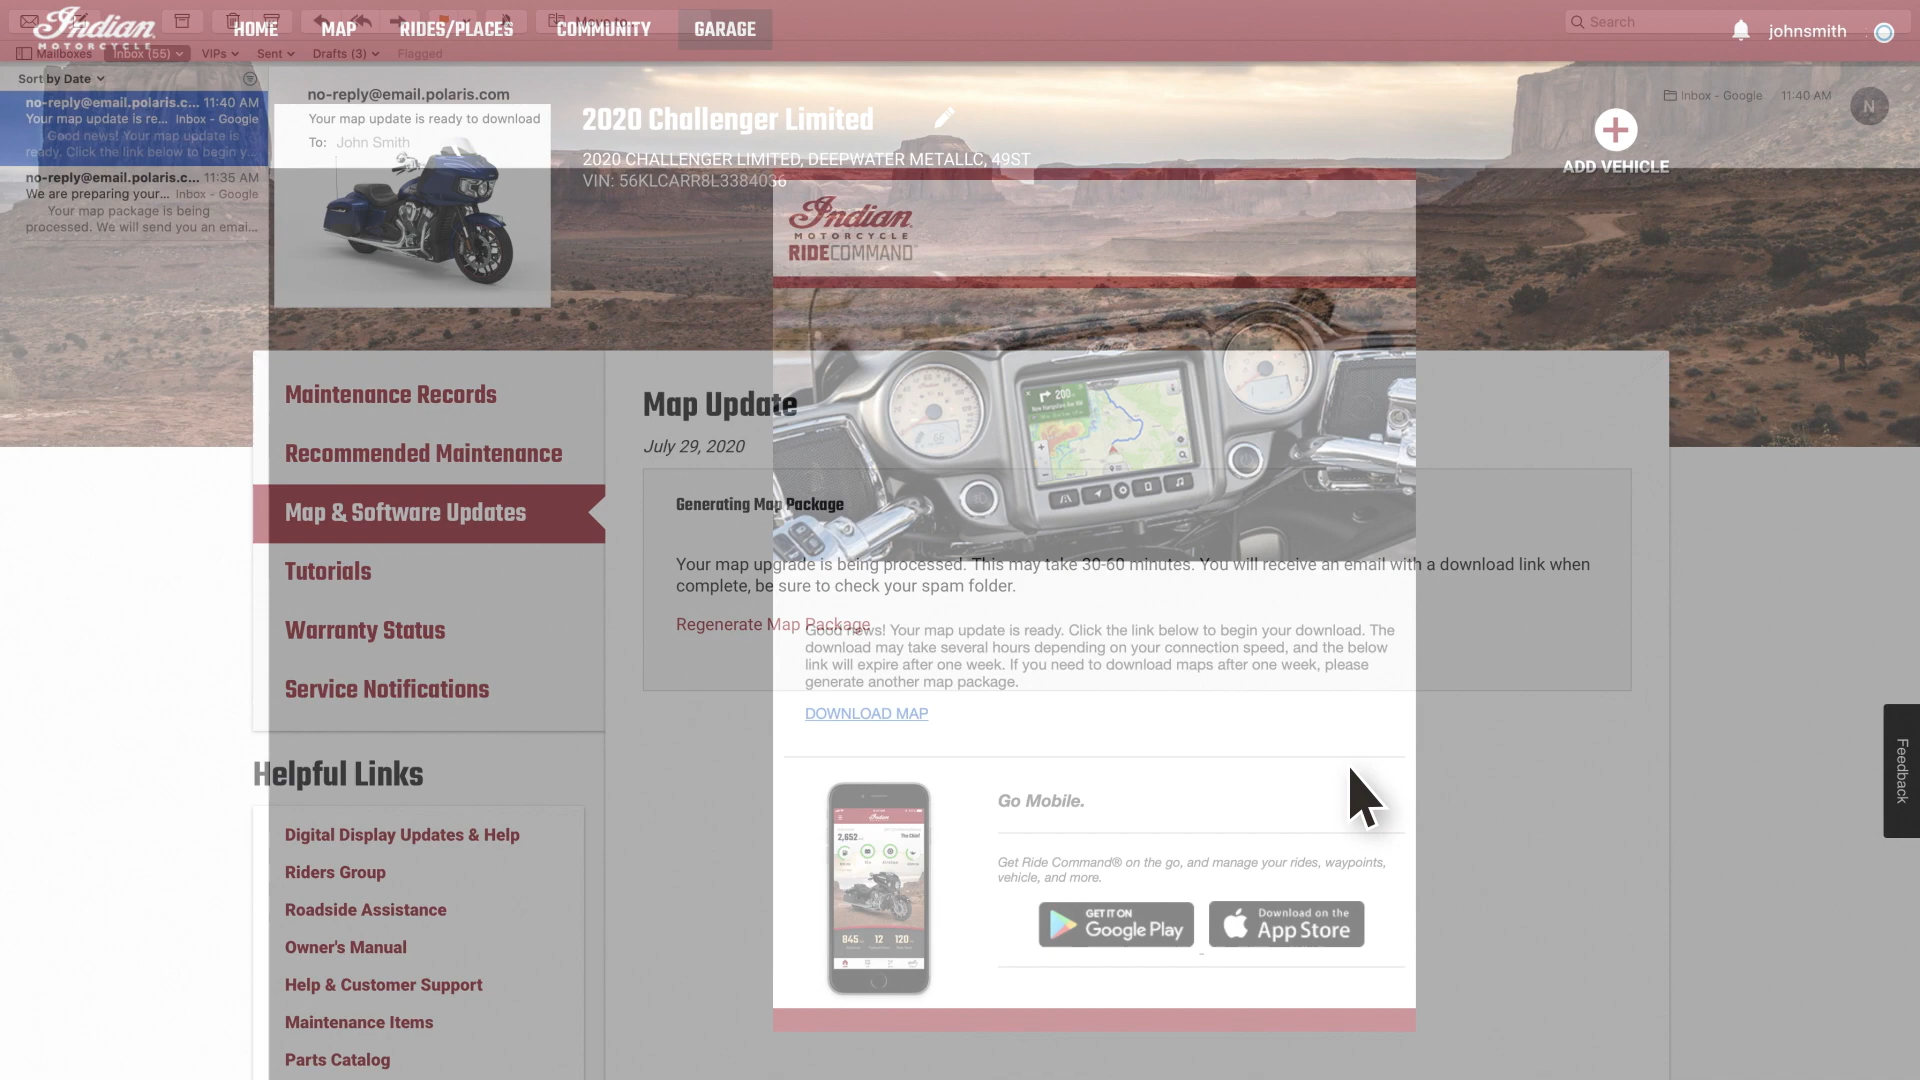 Indian
MOTORCYCLE
HOME
MAP
RIDES/PLACES
COMMUNITY
GARAGE
Search
johnsmith
Mailboxes
Inbox (55)
VIPs
Sent
Drafts (3)
Flagged
Sort by Date
no-reply@email.polaris.c... 11:40 AM
Your map update is re... Inbox - Google
Good news! Your map update is
ready. Click the link below to begin y...
no-reply@email.polaris.c... 11:35 AM
We are preparing your... Inbox - Google
Your map package is being
processed. We will send you an emai...
no-reply@email.polaris.com
Your map update is ready to download
To: John Smith
Inbox - Google 11:40 AM
N
2020 Challenger Limited
2020 CHALLENGER LIMITED, DEEPWATER METALLC, 49ST
VIN: 56KLCARR8L3384036
ADD VEHICLE
Indian
MOTORCYCLE
RIDECOMMAND
Maintenance Records
Recommended Maintenance
Map & Software Updates
Tutorials
Warranty Status
Service Notifications
Map Update
July 29, 2020
Generating Map Package
Your map upgrade is being processed. This may take 30-60 minutes. You will receive an email with a download link when
complete, be sure to check your spam folder.
Regenerate Map Package
200
Good news! Your map update is ready. Click the link below to begin your download. The
download may take several hours depending on your connection speed, and the below
link will expire after one week. If you need to download maps after one week, please
generate another map package.
DOWNLOAD MAP
Feedback
Helpful Links
Digital Display Updates & Help
Riders Group
Roadside Assistance
Owner's Manual
Help & Customer Support
Maintenance Items
Parts Catalog
Indian
2,652
The Chief
845 12 120
Go Mobile.
Get Ride Command® on the go, and manage your rides, waypoints,
vehicle, and more.
GET IT ON
Google Play
Download on the
App Store